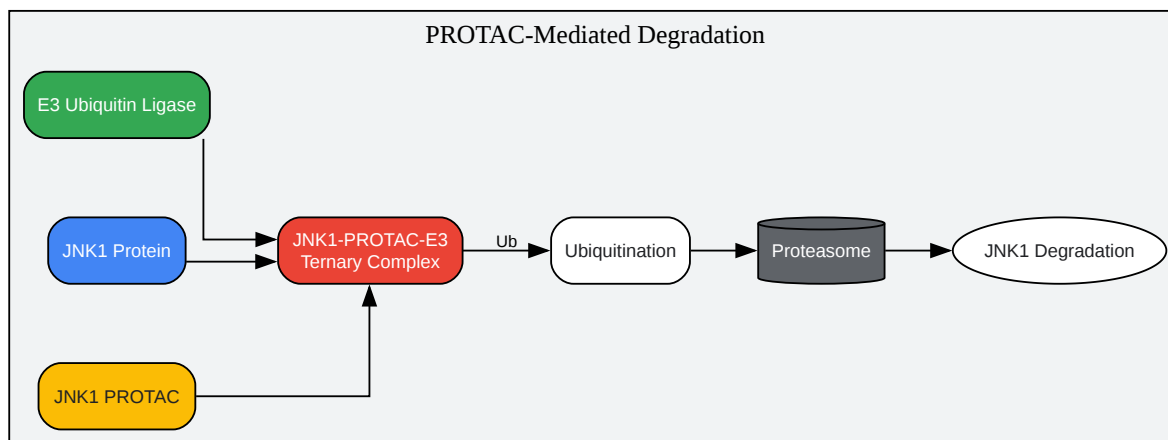 PROTAC-Mediated Degradation
E3 Ubiquitin Ligase
JNK1 Protein
JNK1-PROTAC-E3
Ternary Complex
Ub
Ubiquitination
Proteasome
JNK1 Degradation
JNK1 PROTAC